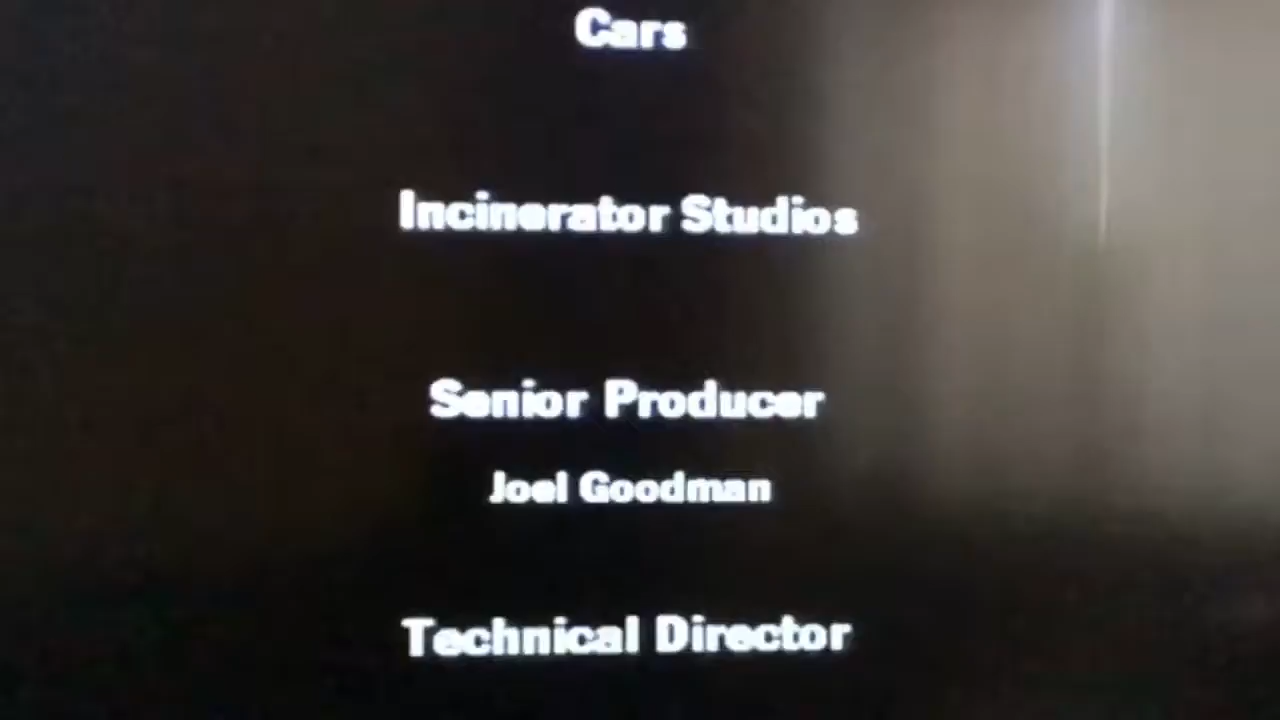 Cars
Incinerator Studios
Senior Producer
Joel Goodman
Technical Director